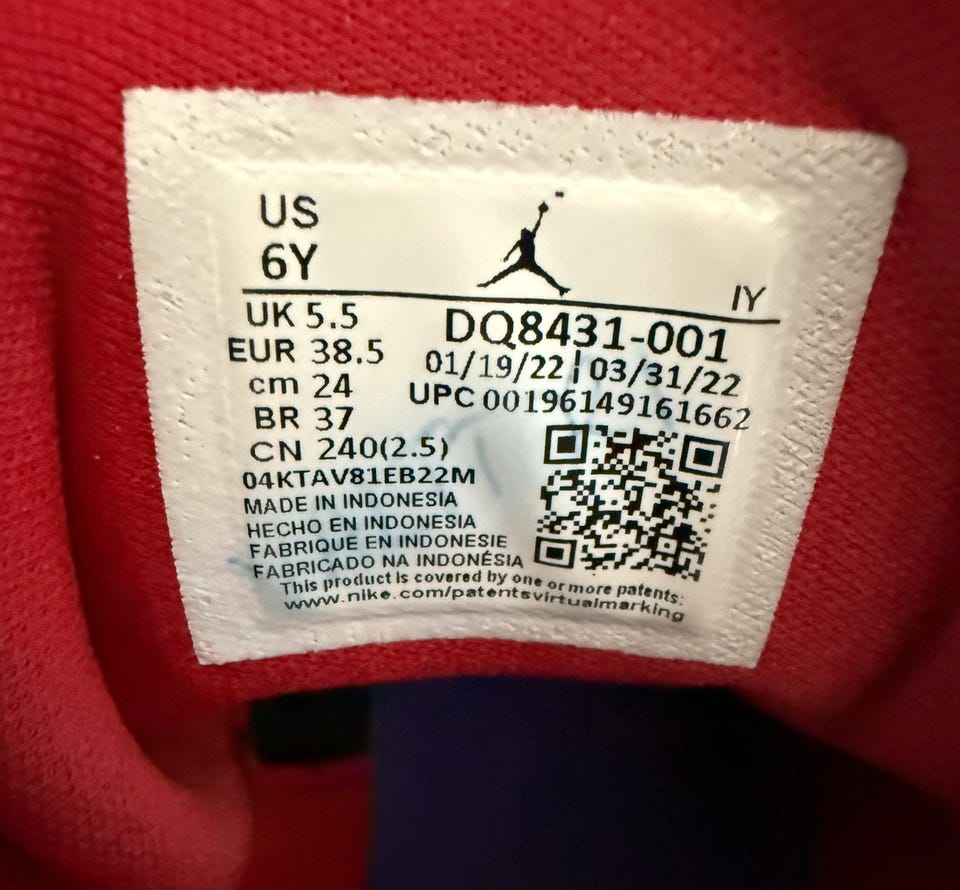 US
6Y
IY
UK 5.5
EUR 38.5
cm 24
BR 37
CN 240(2.5)
04KTAV81EB22M
DQ8431-001
01/19/22 03/31/22
UPC 00196149161662
MADE IN INDONESIA
HECHO EN INDONESIA
FABRIQUE EN INDONESIE
FABRICADO NA INDONÉSIA
This product is covered by one or more patents:
www.nike.com/patentsvirtualmarking